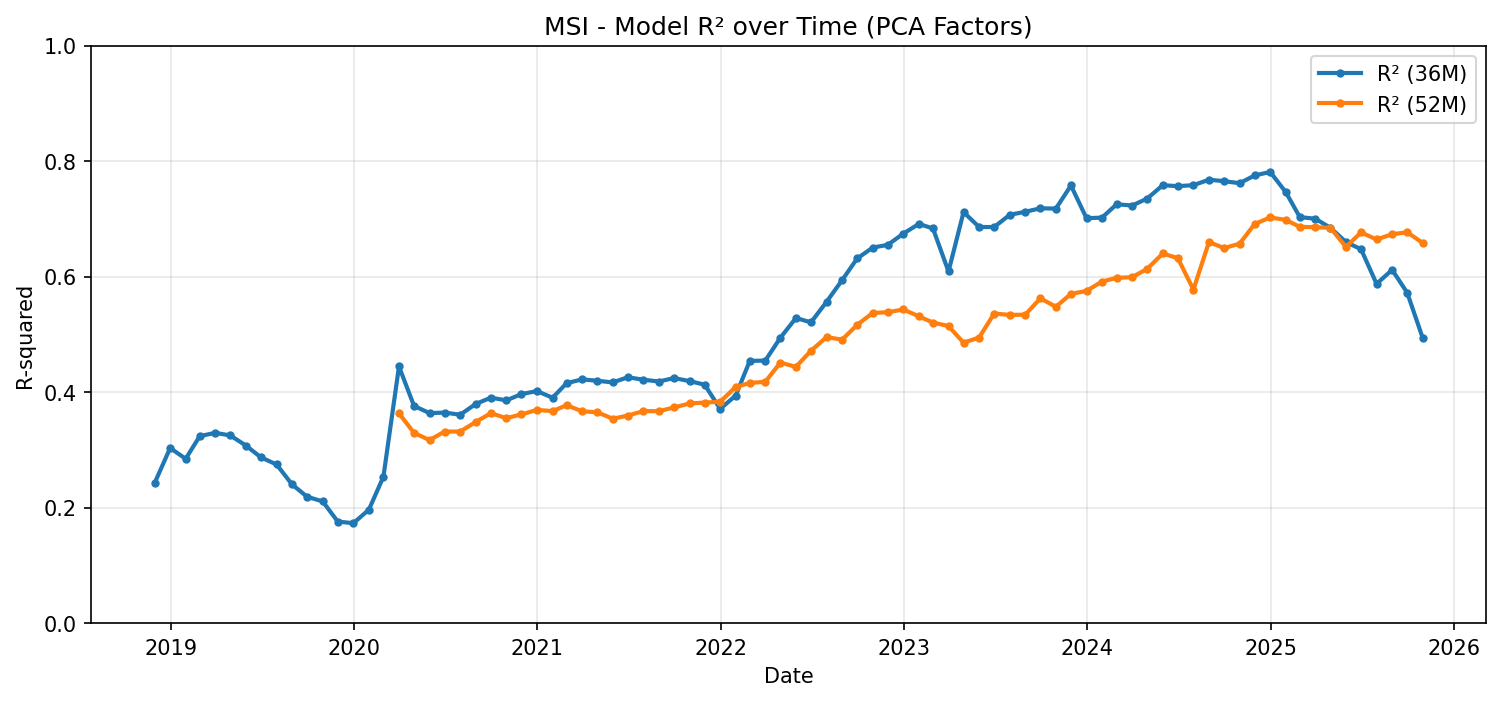 MSI - Model R² over Time (PCA Factors)
R² (36M)
R² (52M)
R-squared
1.0
0.8
0.6
0.4
0.2
0.0
2019 2020 2021 2022 2023 2024 2025 2026
Date